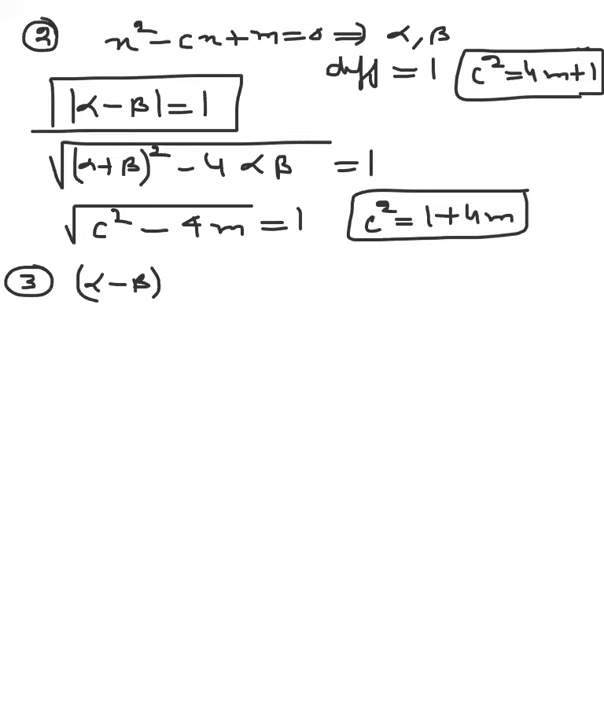 ② x² − cx + m = 0 ⇒ α, β
diff = 1 c² = 4m + 1
|α − β| = 1
√((α + β)² − 4αβ) = 1
√(c² − 4m) = 1 c² = 1 + 4m
③ (α − β)